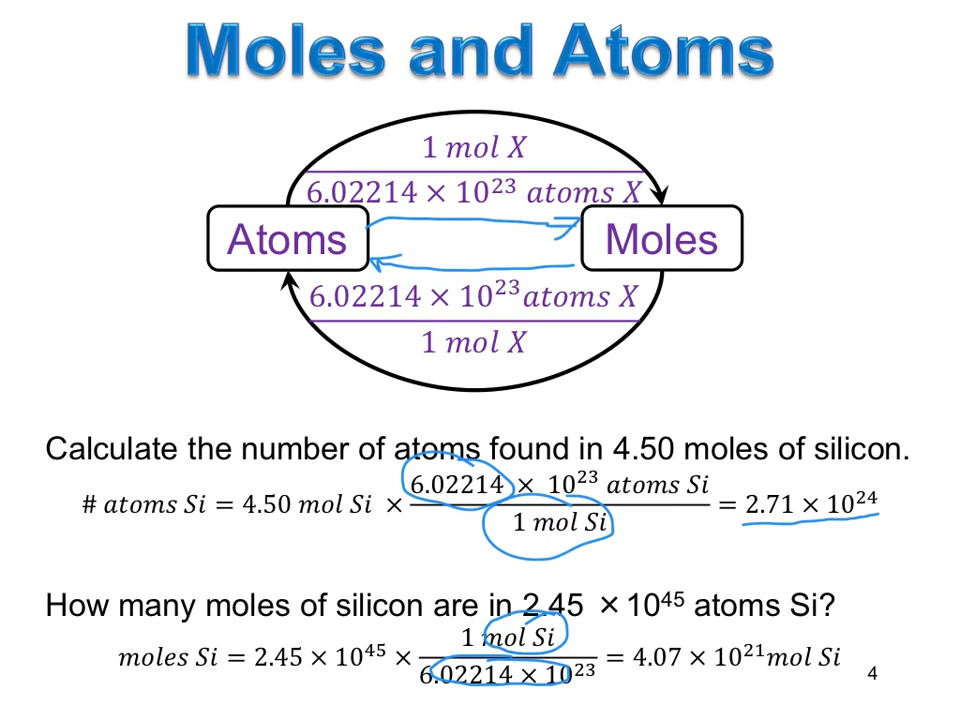 Moles and Atoms
1 mol X
6.02214 × 10²³ atoms X
Atoms
Moles
6.02214 × 10²³ atoms X
1 mol X
Calculate the number of atoms found in 4.50 moles of silicon.
# atoms Si = 4.50 mol Si × 6.02214 × 10²³ atoms Si / 1 mol Si = 2.71 × 10²⁴
How many moles of silicon are in 2.45 × 10⁴⁵ atoms Si?
moles Si = 2.45 × 10⁴⁵ × 1 mol Si / 6.02214 × 10²³ = 4.07 × 10²¹ mol Si
4